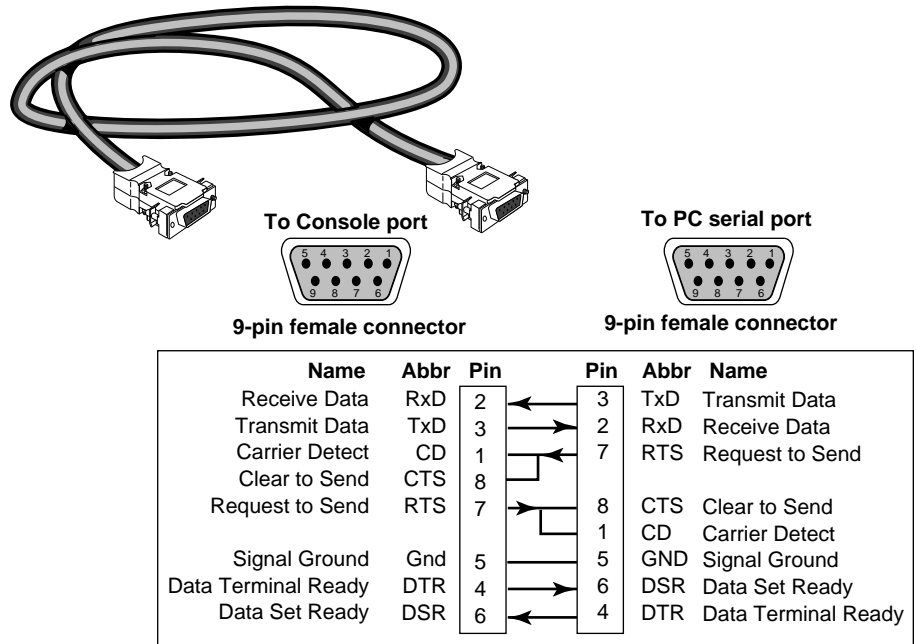 To Console port
To PC serial port
5 4 3 2 1
9 8 7 6
5 4 3 2 1
9 8 7 6
9-pin female connector
9-pin female connector
Name Abbr Pin Pin Abbr Name
Receive Data RxD 2 3 TxD Transmit Data
Transmit Data TxD 3 2 RxD Receive Data
Carrier Detect CD 1 7 RTS Request to Send
Clear to Send CTS 8
Request to Send RTS 7 8 CTS Clear to Send
1 CD Carrier Detect
Signal Ground Gnd 5 5 GND Signal Ground
Data Terminal Ready DTR 4 6 DSR Data Set Ready
Data Set Ready DSR 6 4 DTR Data Terminal Ready